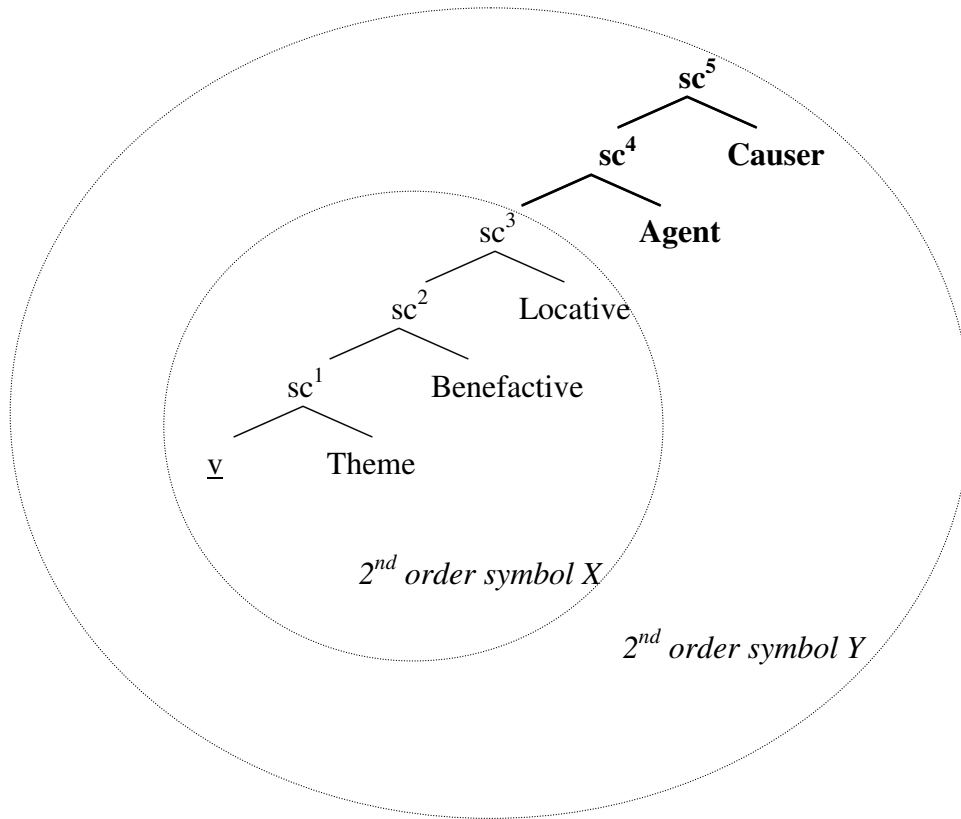 sc⁵
sc⁴ Causer
sc³ Agent
sc² Locative
sc¹ Benefactive
v Theme
2ⁿᵈ order symbol X
2ⁿᵈ order symbol Y